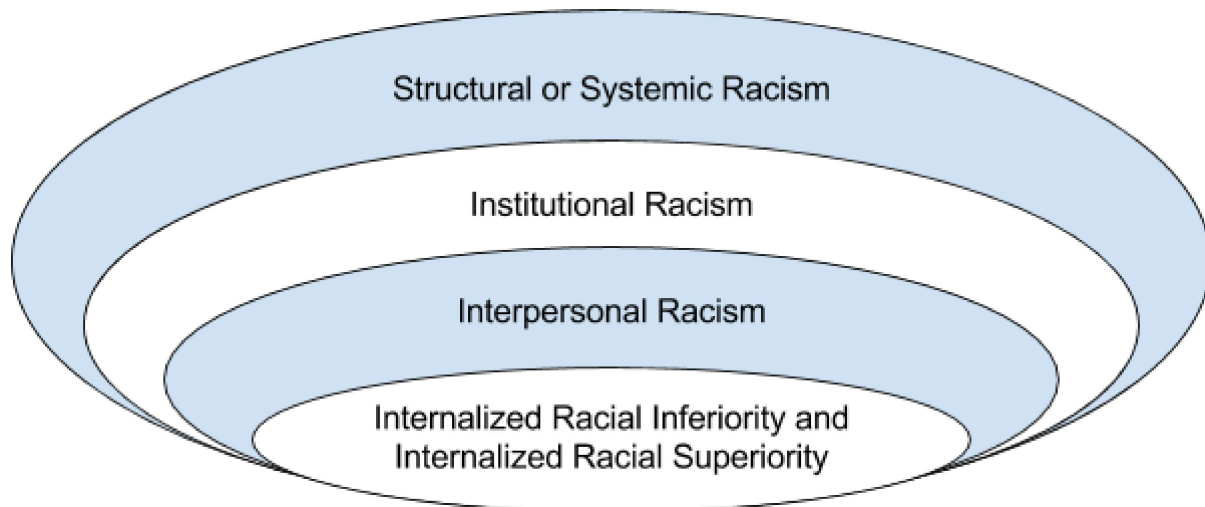 Structural or Systemic Racism
Institutional Racism
Interpersonal Racism
Internalized Racial Inferiority and
Internalized Racial Superiority